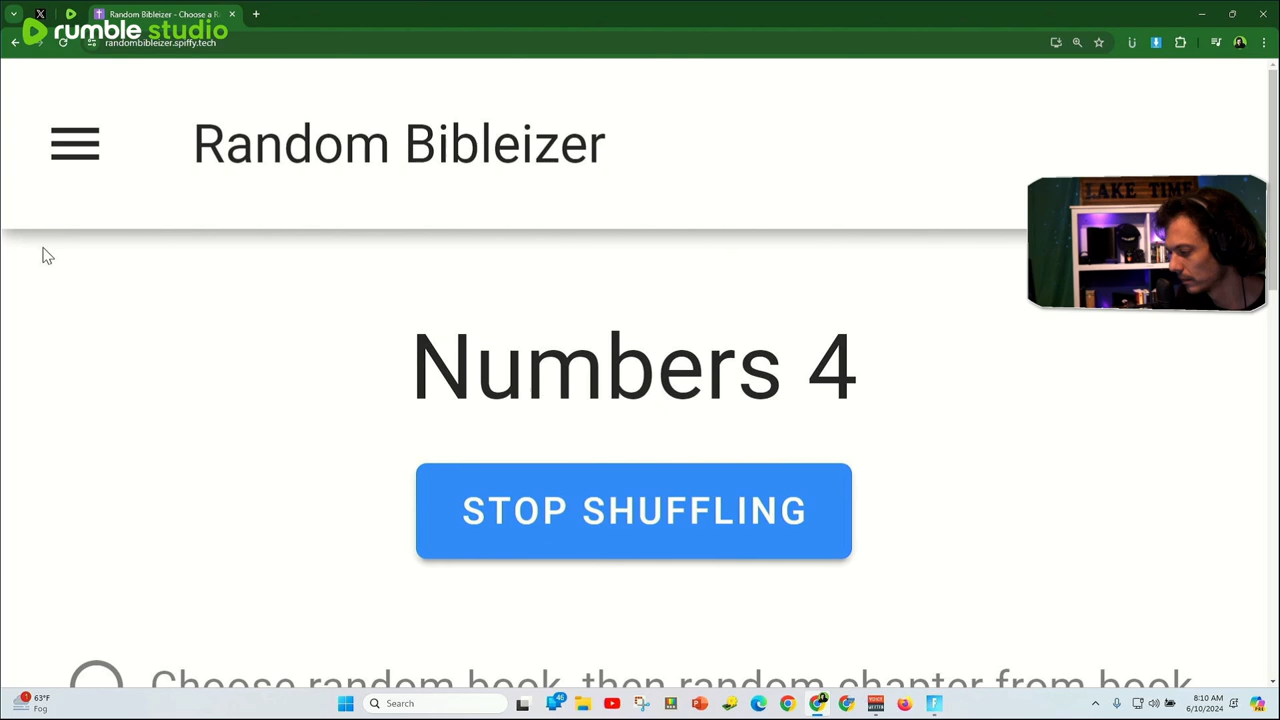 Random Bibleizer - Choose a R
rumble studio
randombibleizer.spiffy.tech
Random Bibleizer
LAKE TIME
Numbers 4
STOP SHUFFLING
Choose random book, then random chapter from book
63°F
Fog
Search
46
8:10 AM
6/10/2024